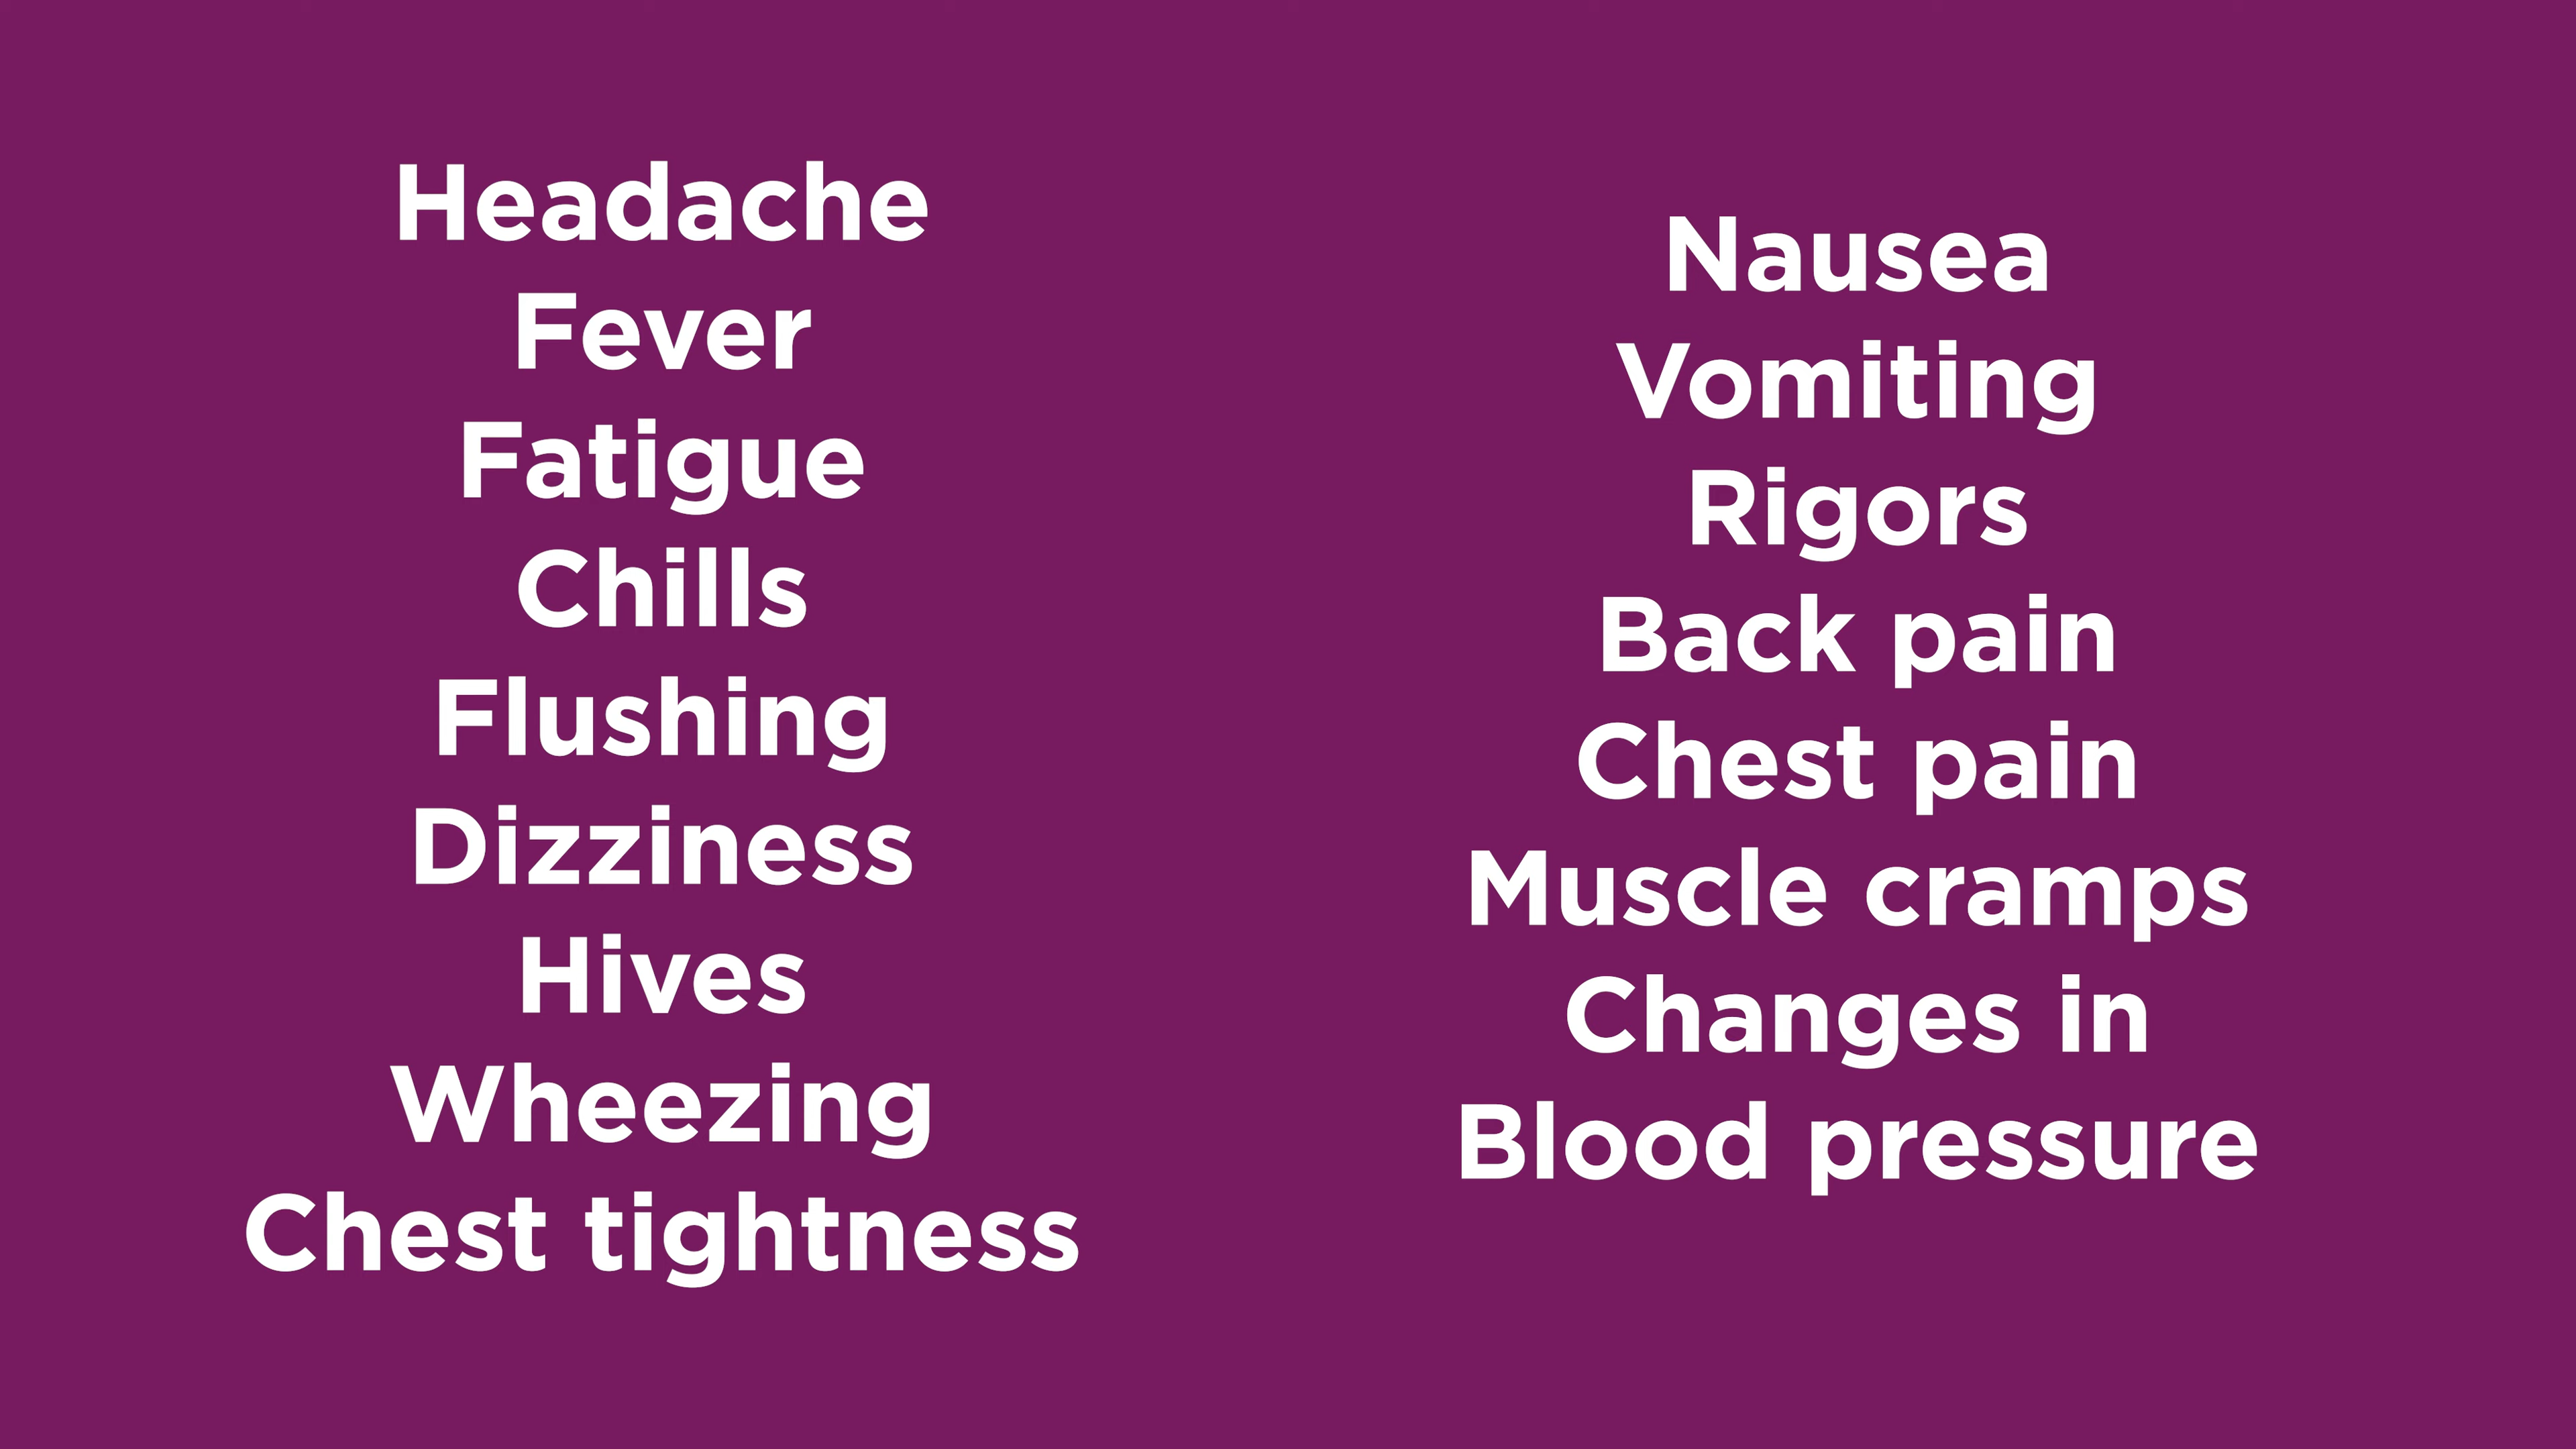 Headache
Fever
Fatigue
Chills
Flushing
Dizziness
Hives
Wheezing
Chest tightness
Nausea
Vomiting
Rigors
Back pain
Chest pain
Muscle cramps
Changes in
Blood pressure